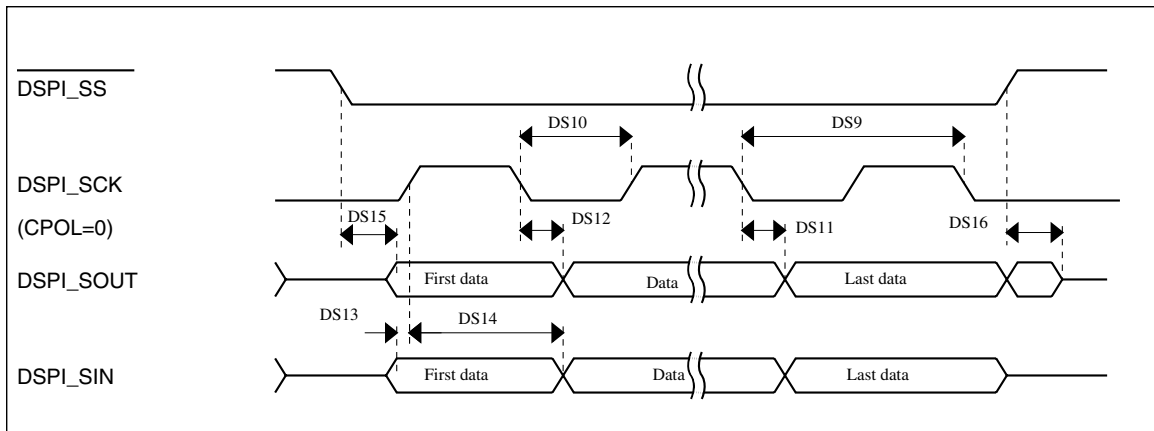 DSPI_SS
DS10
DS9
DSPI_SCK
DS15
DS12
DS11
DS16
(CPOL=0)
DSPI_SOUT
First data
Data
Last data
DS13
DS14
DSPI_SIN
First data
Data
Last data